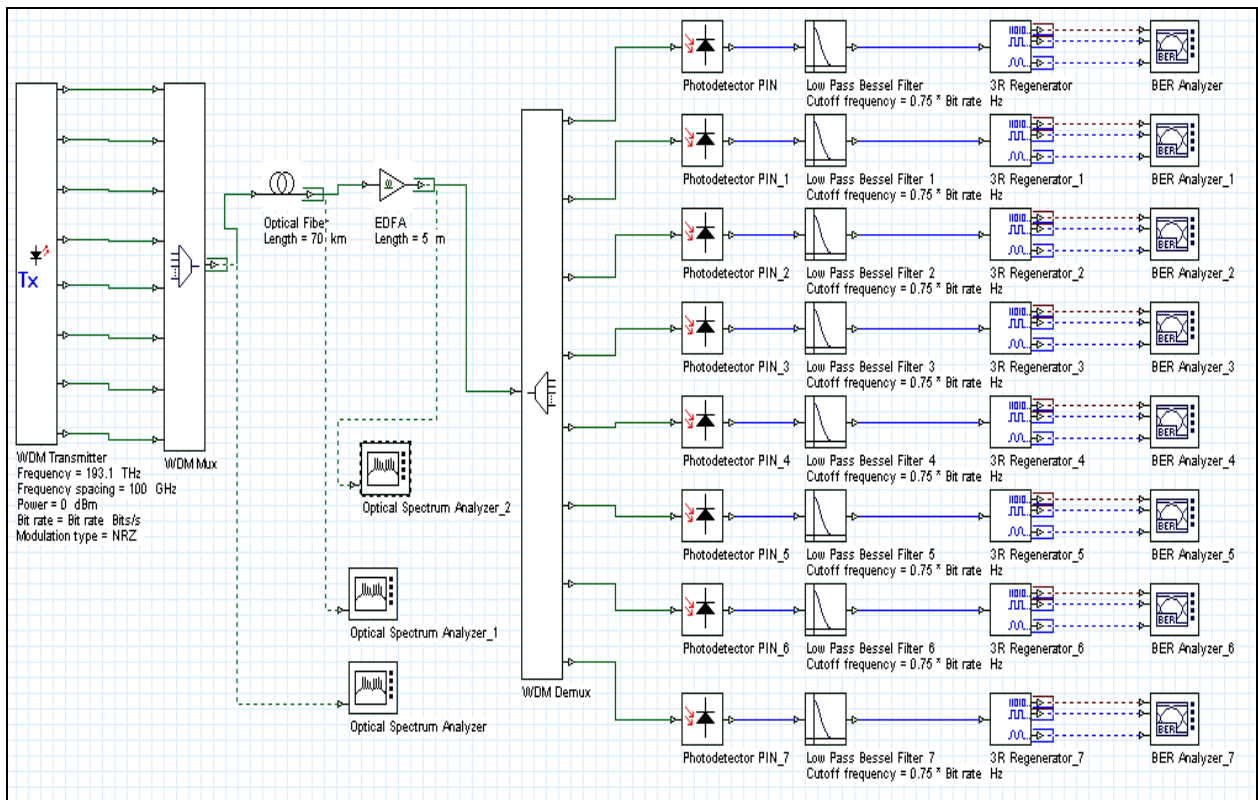 Tx
WDM Transmitter
Frequency = 193.1 THz
Frequency spacing = 100 GHz
Power = 0 dBm
Bit rate = Bit rate Bits/s
Modulation type = NRZ
WDM Mux
Optical Fiber
Length = 70 km
EDFA
Length = 5 m
Optical Spectrum Analyzer_2
Optical Spectrum Analyzer_1
Optical Spectrum Analyzer
WDM Demux
Photodetector PIN
Low Pass Bessel Filter
Cutoff frequency = 0.75 * Bit rate Hz
3R Regenerator
BER
BER Analyzer
Photodetector PIN_1
Low Pass Bessel Filter 1
Cutoff frequency = 0.75 * Bit rate Hz
3R Regenerator_1
BER
BER Analyzer_1
Photodetector PIN_2
Low Pass Bessel Filter 2
Cutoff frequency = 0.75 * Bit rate Hz
3R Regenerator_2
BER
BER Analyzer_2
Photodetector PIN_3
Low Pass Bessel Filter 3
Cutoff frequency = 0.75 * Bit rate Hz
3R Regenerator_3
BER
BER Analyzer_3
Photodetector PIN_4
Low Pass Bessel Filter 4
Cutoff frequency = 0.75 * Bit rate Hz
3R Regenerator_4
BER
BER Analyzer_4
Photodetector PIN_5
Low Pass Bessel Filter 5
Cutoff frequency = 0.75 * Bit rate Hz
3R Regenerator_5
BER
BER Analyzer_5
Photodetector PIN_6
Low Pass Bessel Filter 6
Cutoff frequency = 0.75 * Bit rate Hz
3R Regenerator_6
BER
BER Analyzer_6
Photodetector PIN_7
Low Pass Bessel Filter 7
Cutoff frequency = 0.75 * Bit rate Hz
3R Regenerator_7
BER
BER Analyzer_7